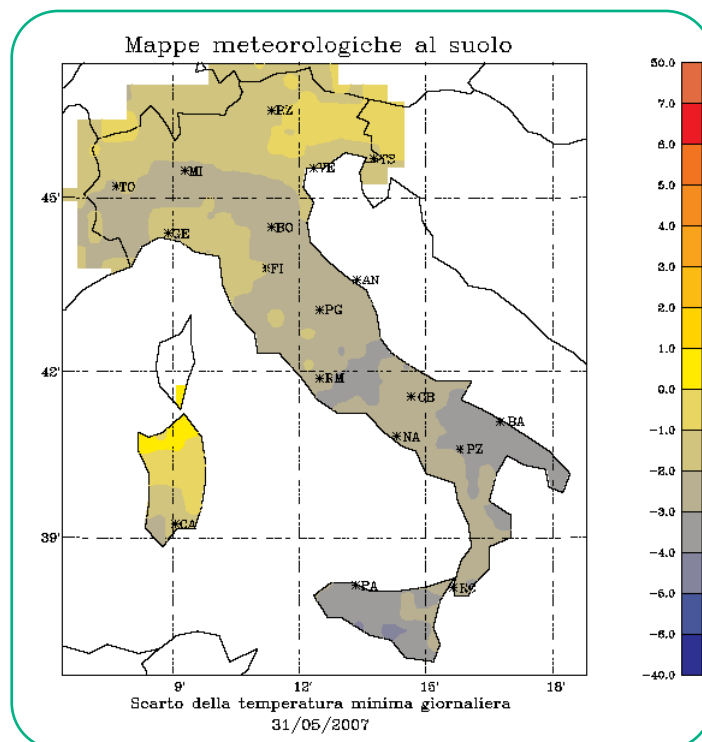 Mappe meteorologiche al suolo
50.0
7.0
6.0
5.0
4.0
3.0
2.0
1.0
0.0
-1.0
-2.0
-3.0
-4.0
-5.0
-6.0
-40.0
45'
42'
39'
9'
12'
15'
18'
BZ
TS
VE
MI
TO
BO
GE
FI
AN
PG
RM
CB
BA
NA
PZ
CA
PA
RC
Scarto della temperatura minima giornaliera
31/05/2007